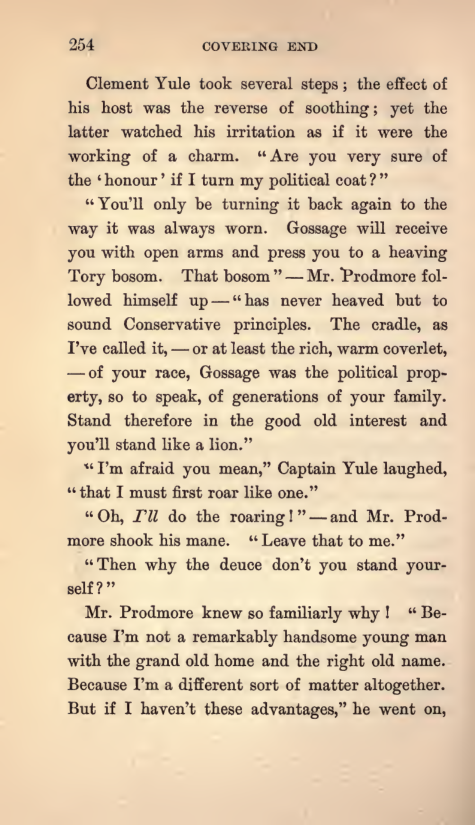 254 COVERING END
Clement Yule took several steps; the effect of
his host was the reverse of soothing; yet the
latter watched his irritation as if it were the
working of a charm. “Are you very sure of
the ‘honour’ if I turn my political coat?”
“You’ll only be turning it back again to the
way it was always worn. Gossage will receive
you with open arms and press you to a heaving
Tory bosom. That bosom”—Mr. Prodmore fol-
lowed himself up—“has never heaved but to
sound Conservative principles. The cradle, as
I’ve called it,—or at least the rich, warm coverlet,
—of your race, Gossage was the political prop-
erty, so to speak, of generations of your family.
Stand therefore in the good old interest and
you’ll stand like a lion.”
“I’m afraid you mean,” Captain Yule laughed,
“that I must first roar like one.”
“Oh, I’ll do the roaring!”—and Mr. Prod-
more shook his mane. “Leave that to me.”
“Then why the deuce don’t you stand your-
self?”
Mr. Prodmore knew so familiarly why! “Be-
cause I’m not a remarkably handsome young man
with the grand old home and the right old name.
Because I’m a different sort of matter altogether.
But if I haven’t these advantages,” he went on,